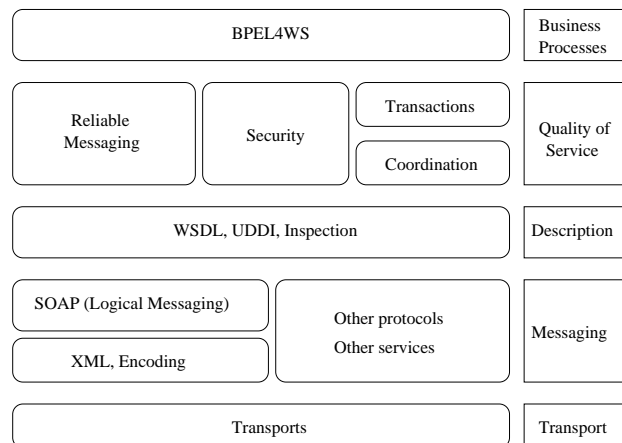 BPEL4WS
Business
Processes
Reliable
Messaging
Security
Transactions
Coordination
Quality of
Service
WSDL, UDDI, Inspection
Description
SOAP (Logical Messaging)
XML, Encoding
Other protocols
Other services
Messaging
Transports
Transport